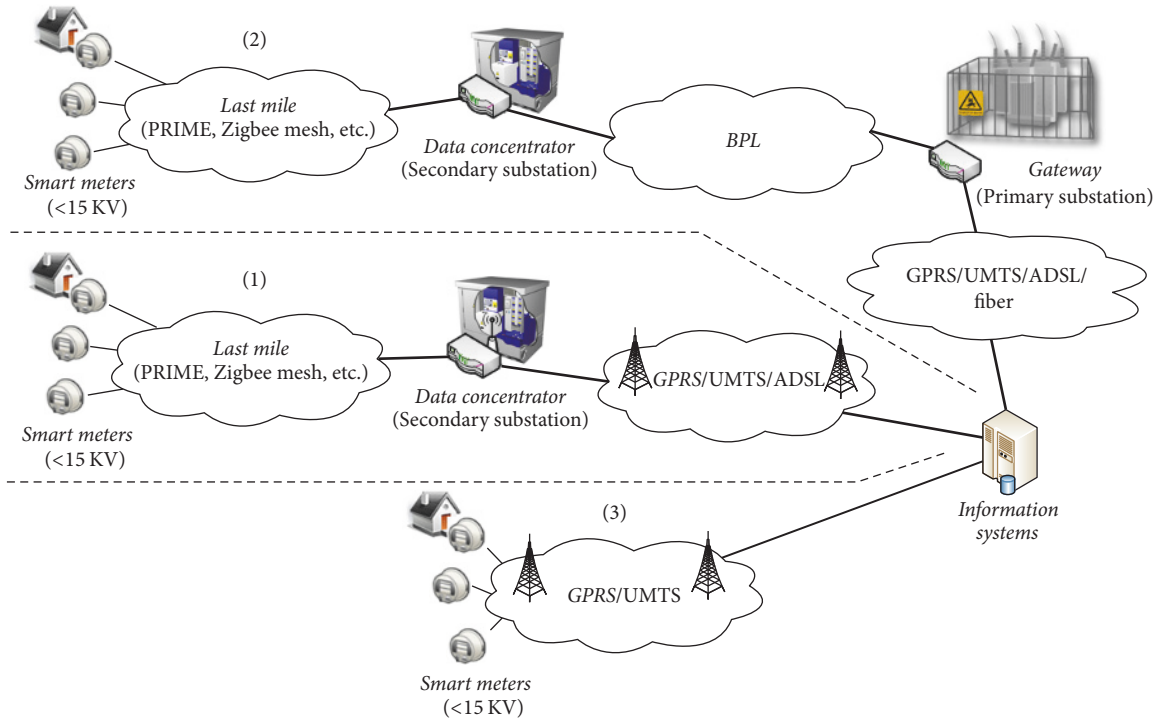 (2)
Last mile
(PRIME, Zigbee mesh, etc.)
Smart meters
(<15 KV)
Data concentrator
(Secondary substation)
BPL
Gateway
(Primary substation)
GPRS/UMTS/ADSL/
fiber
(1)
Last mile
(PRIME, Zigbee mesh, etc.)
Smart meters
(<15 KV)
Data concentrator
(Secondary substation)
GPRS/UMTS/ADSL
Information
systems
(3)
GPRS/UMTS
Smart meters
(<15 KV)